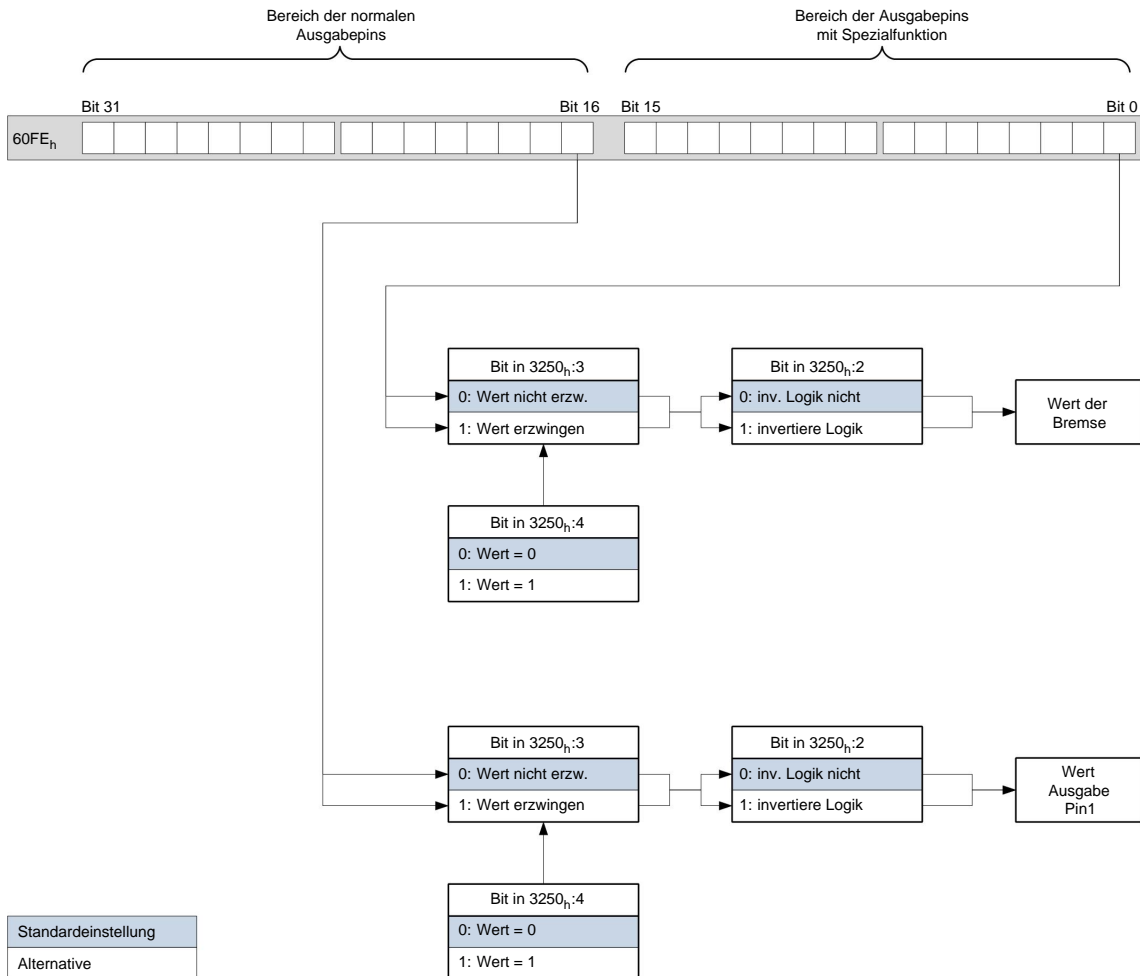 Bereich der normalen
Ausgabepins
Bereich der Ausgabepins
mit Spezialfunktion
Bit 31
Bit 16
Bit 15
Bit 0
60FEh
Bit in 3250h:3
0: Wert nicht erzw.
1: Wert erzwingen
Bit in 3250h:2
0: inv. Logik nicht
1: invertiere Logik
Wert der
Bremse
Bit in 3250h:4
0: Wert = 0
1: Wert = 1
Bit in 3250h:3
0: Wert nicht erzw.
1: Wert erzwingen
Bit in 3250h:2
0: inv. Logik nicht
1: invertiere Logik
Wert
Ausgabe
Pin1
Bit in 3250h:4
0: Wert = 0
1: Wert = 1
Standardeinstellung
Alternative